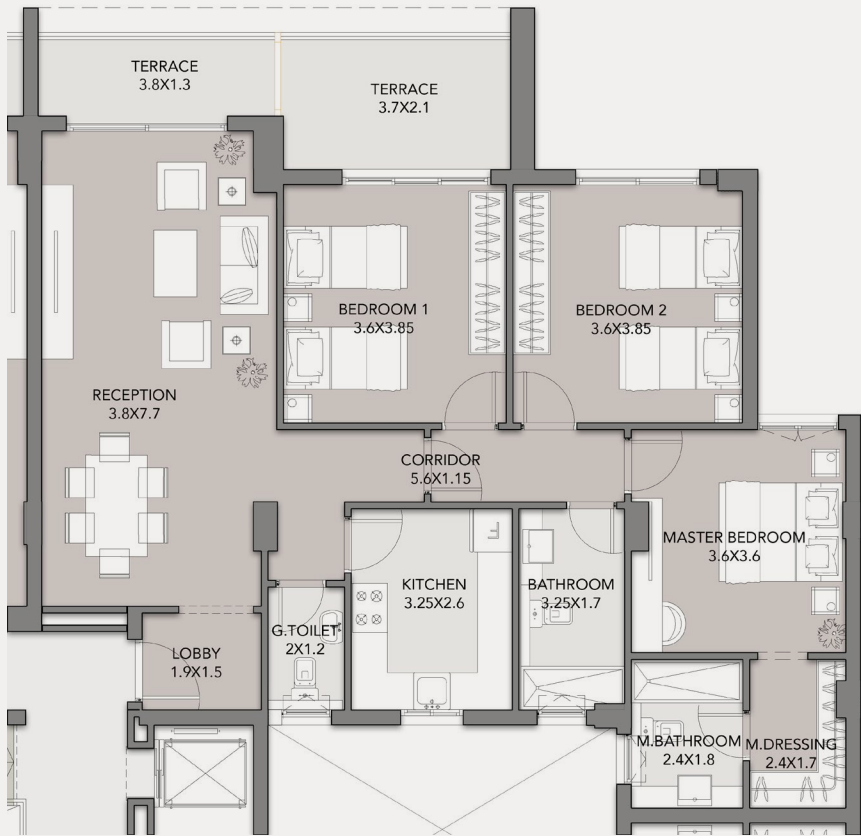 TERRACE
3.8X1.3
TERRACE
3.7X2.1
BEDROOM 1
3.6X3.85
BEDROOM 2
3.6X3.85
RECEPTION
3.8X7.7
CORRIDOR
5.6X1.15
MASTER BEDROOM
3.6X3.6
KITCHEN
3.25X2.6
BATHROOM
3.25X1.7
G.TOILET
2X1.2
LOBBY
1.9X1.5
M.BATHROOM
2.4X1.8
M.DRESSING
2.4X1.7
F